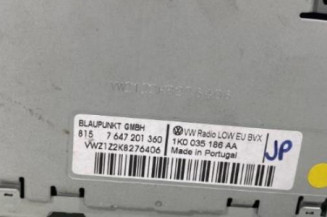 BLAUPUNKT GMBH
815 7 647 201 360
VWZ1Z2K8276406
VW Radio LOW EU BVX
1K0 035 186 AA
Made in Portugal
JP